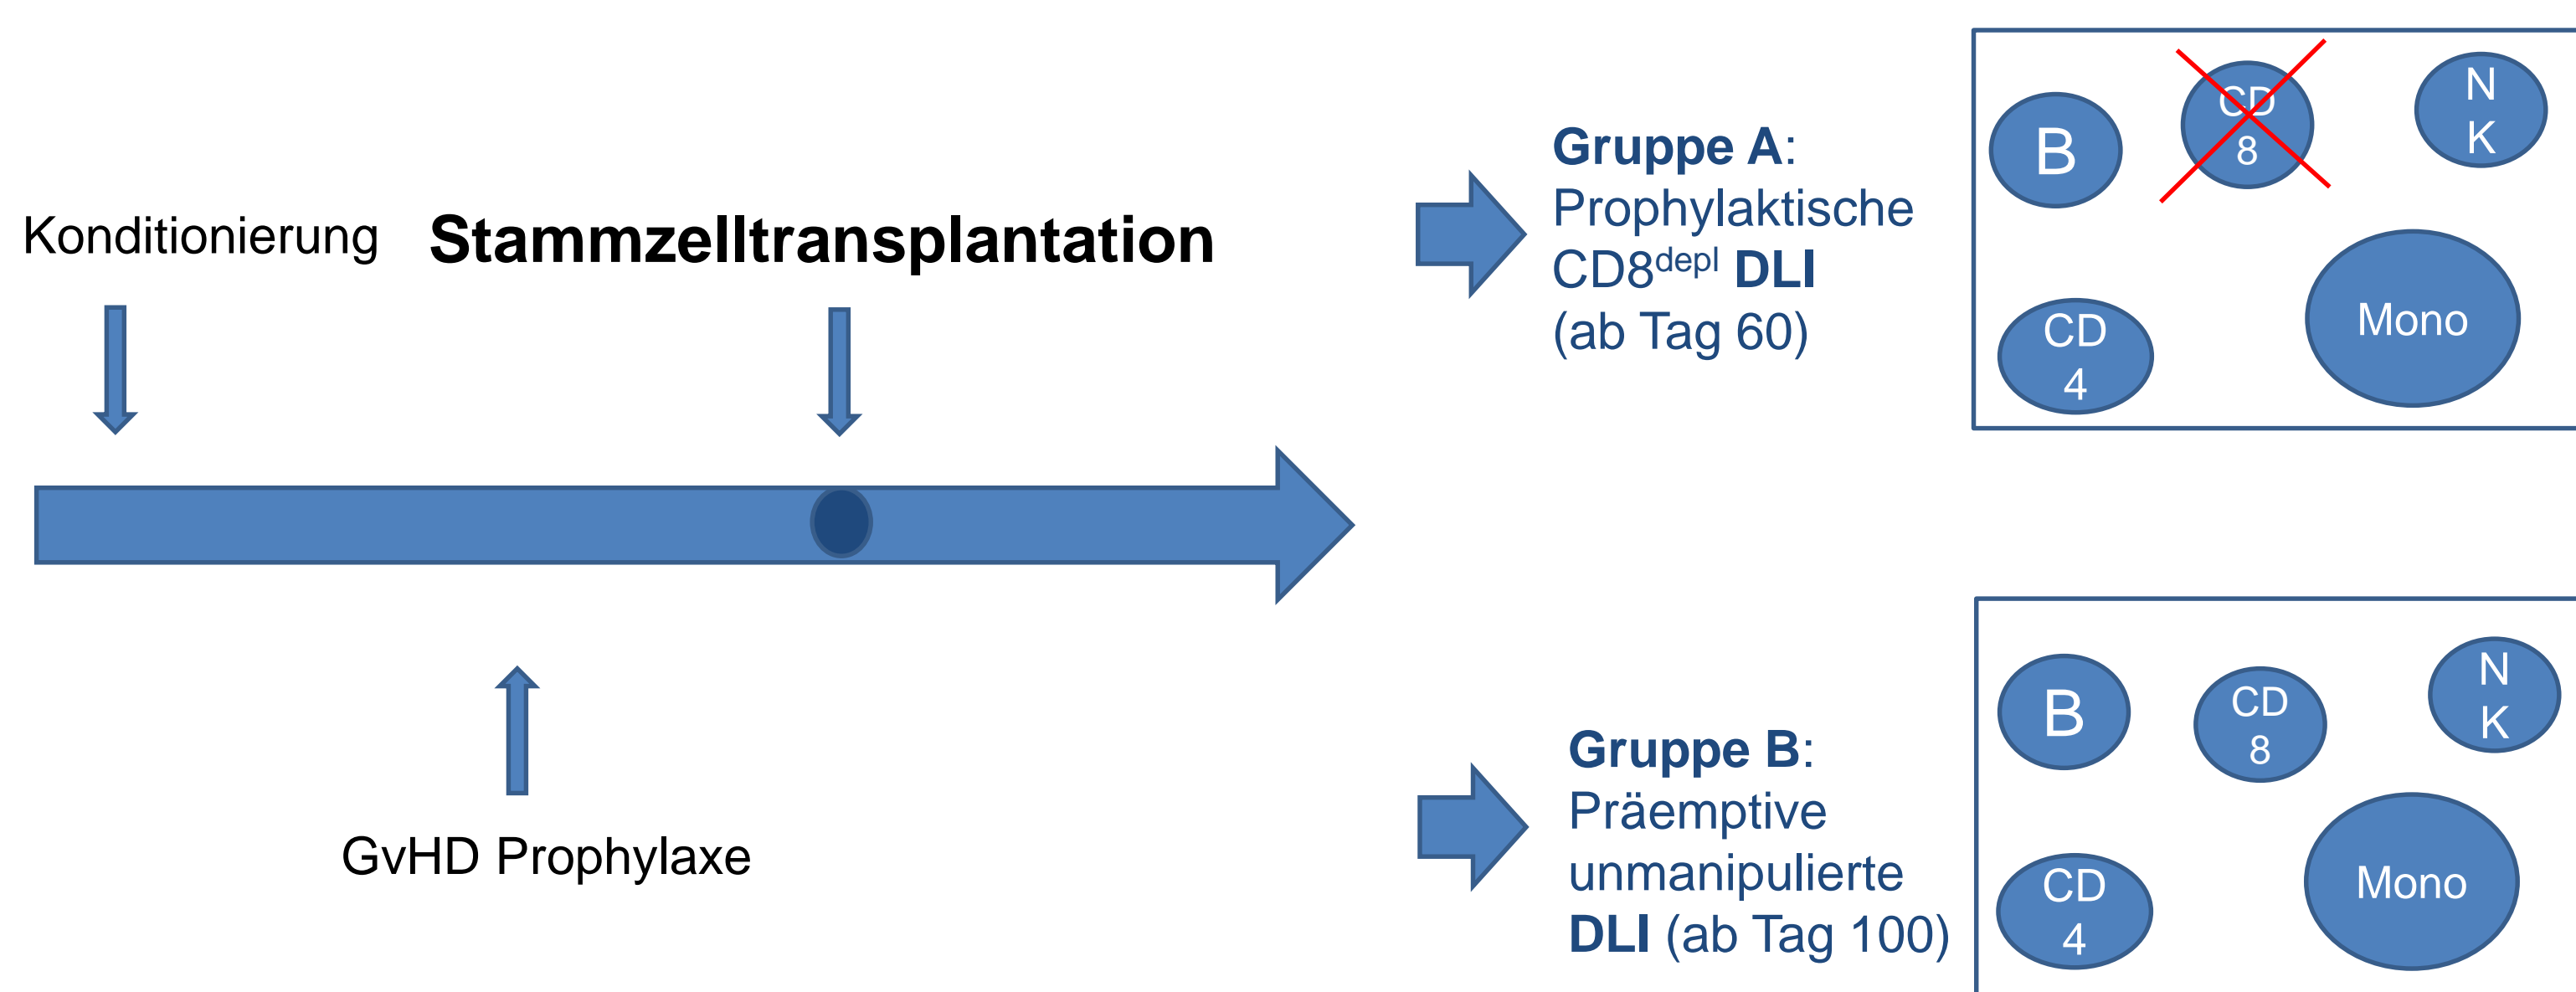 Konditionierung
Stammzelltransplantation
GvHD Prophylaxe
Gruppe A:
Prophylaktische
CD8depl DLI
(ab Tag 60)
B
CD
8
N
K
CD
4
Mono
Gruppe B:
Präemptive
unmanipulierte
DLI (ab Tag 100)
B
CD
8
N
K
CD
4
Mono